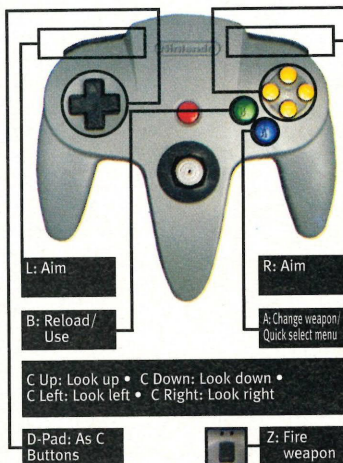 Nintendo
L: Aim
R: Aim
B: Reload/
Use
A: Change weapon/
Quick select menu
C Up: Look up • C Down: Look down •
C Left: Look left • C Right: Look right
D-Pad: As C
Buttons
Z: Fire
weapon